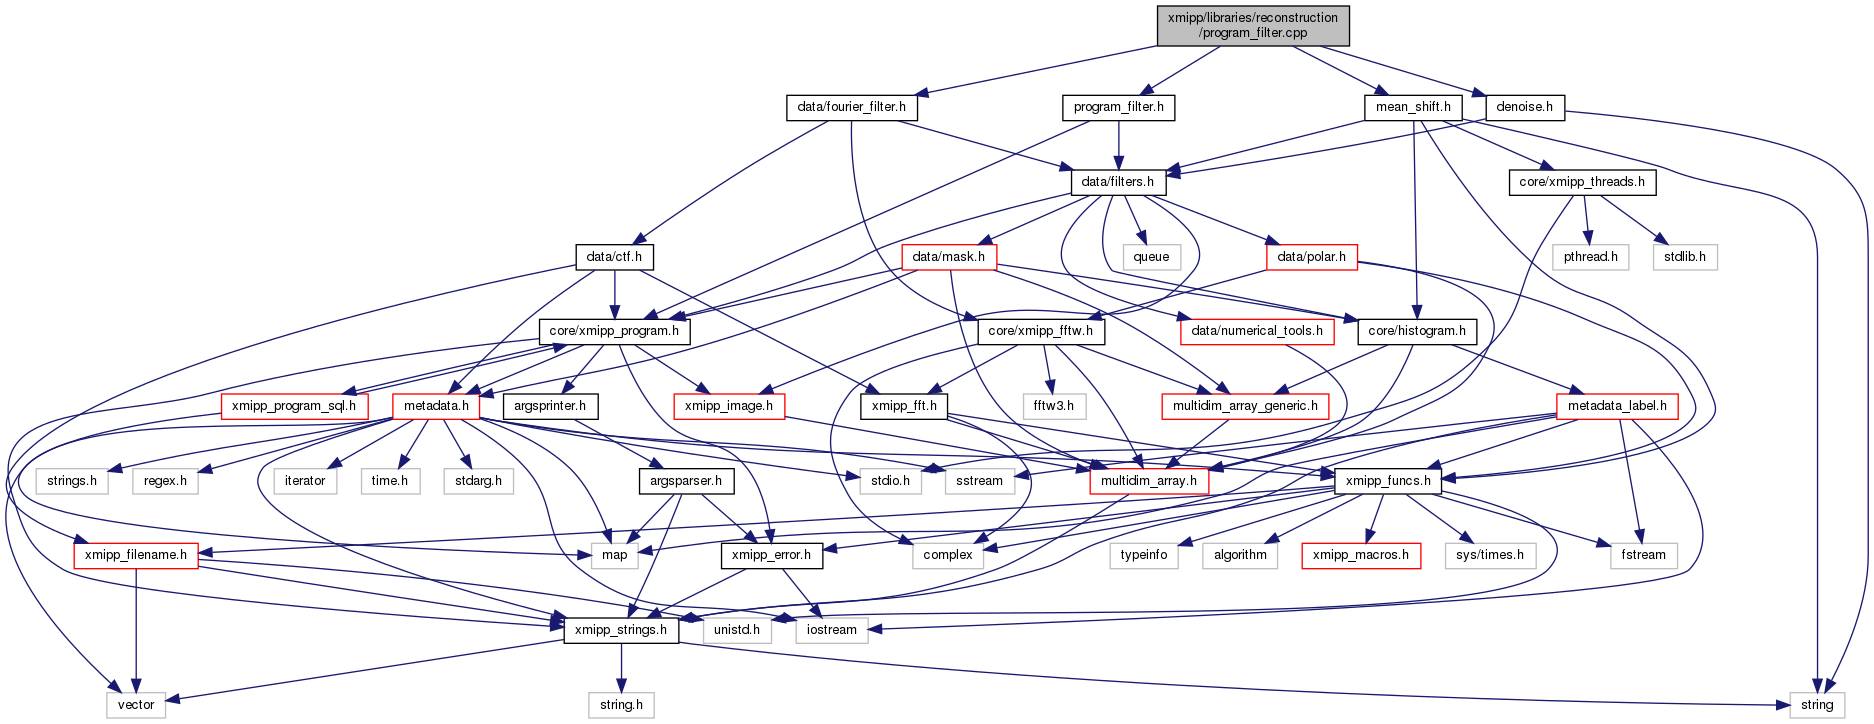 xmipp/libraries/reconstruction
/program_filter.cpp
data/fourier_filter.h
program_filter.h
mean_shift.h
denoise.h
data/filters.h
core/xmipp_threads.h
data/ctf.h
data/mask.h
queue
data/polar.h
pthread.h
stdlib.h
core/xmipp_program.h
core/xmipp_fftw.h
data/numerical_tools.h
core/histogram.h
xmipp_program_sql.h
metadata.h
argsprinter.h
xmipp_image.h
xmipp_fft.h
fftw3.h
multidim_array_generic.h
metadata_label.h
strings.h
regex.h
iterator
time.h
stdarg.h
argsparser.h
stdio.h
sstream
multidim_array.h
xmipp_funcs.h
xmipp_filename.h
map
xmipp_error.h
complex
typeinfo
algorithm
xmipp_macros.h
sys/times.h
fstream
xmipp_strings.h
unistd.h
iostream
vector
string.h
string